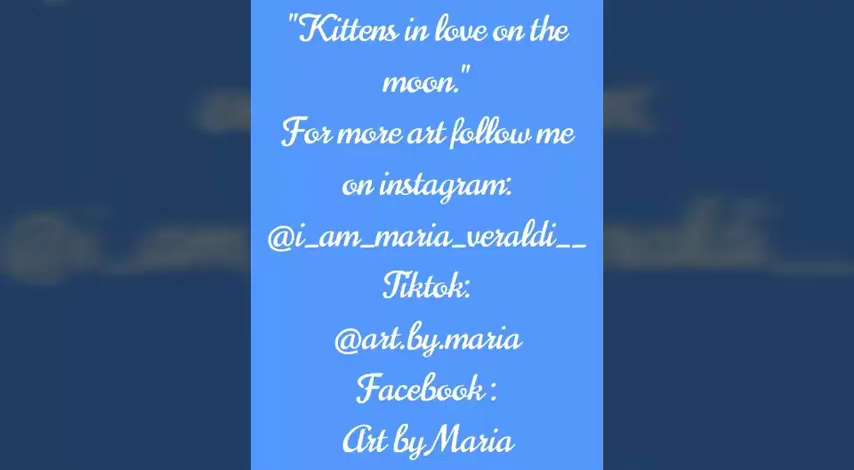 "Kittens in love on the
moon."
For more art follow me
on instagram:
@i_am_maria_veraldi__
Tiktok:
@art.by.maria
Facebook :
Art by Maria